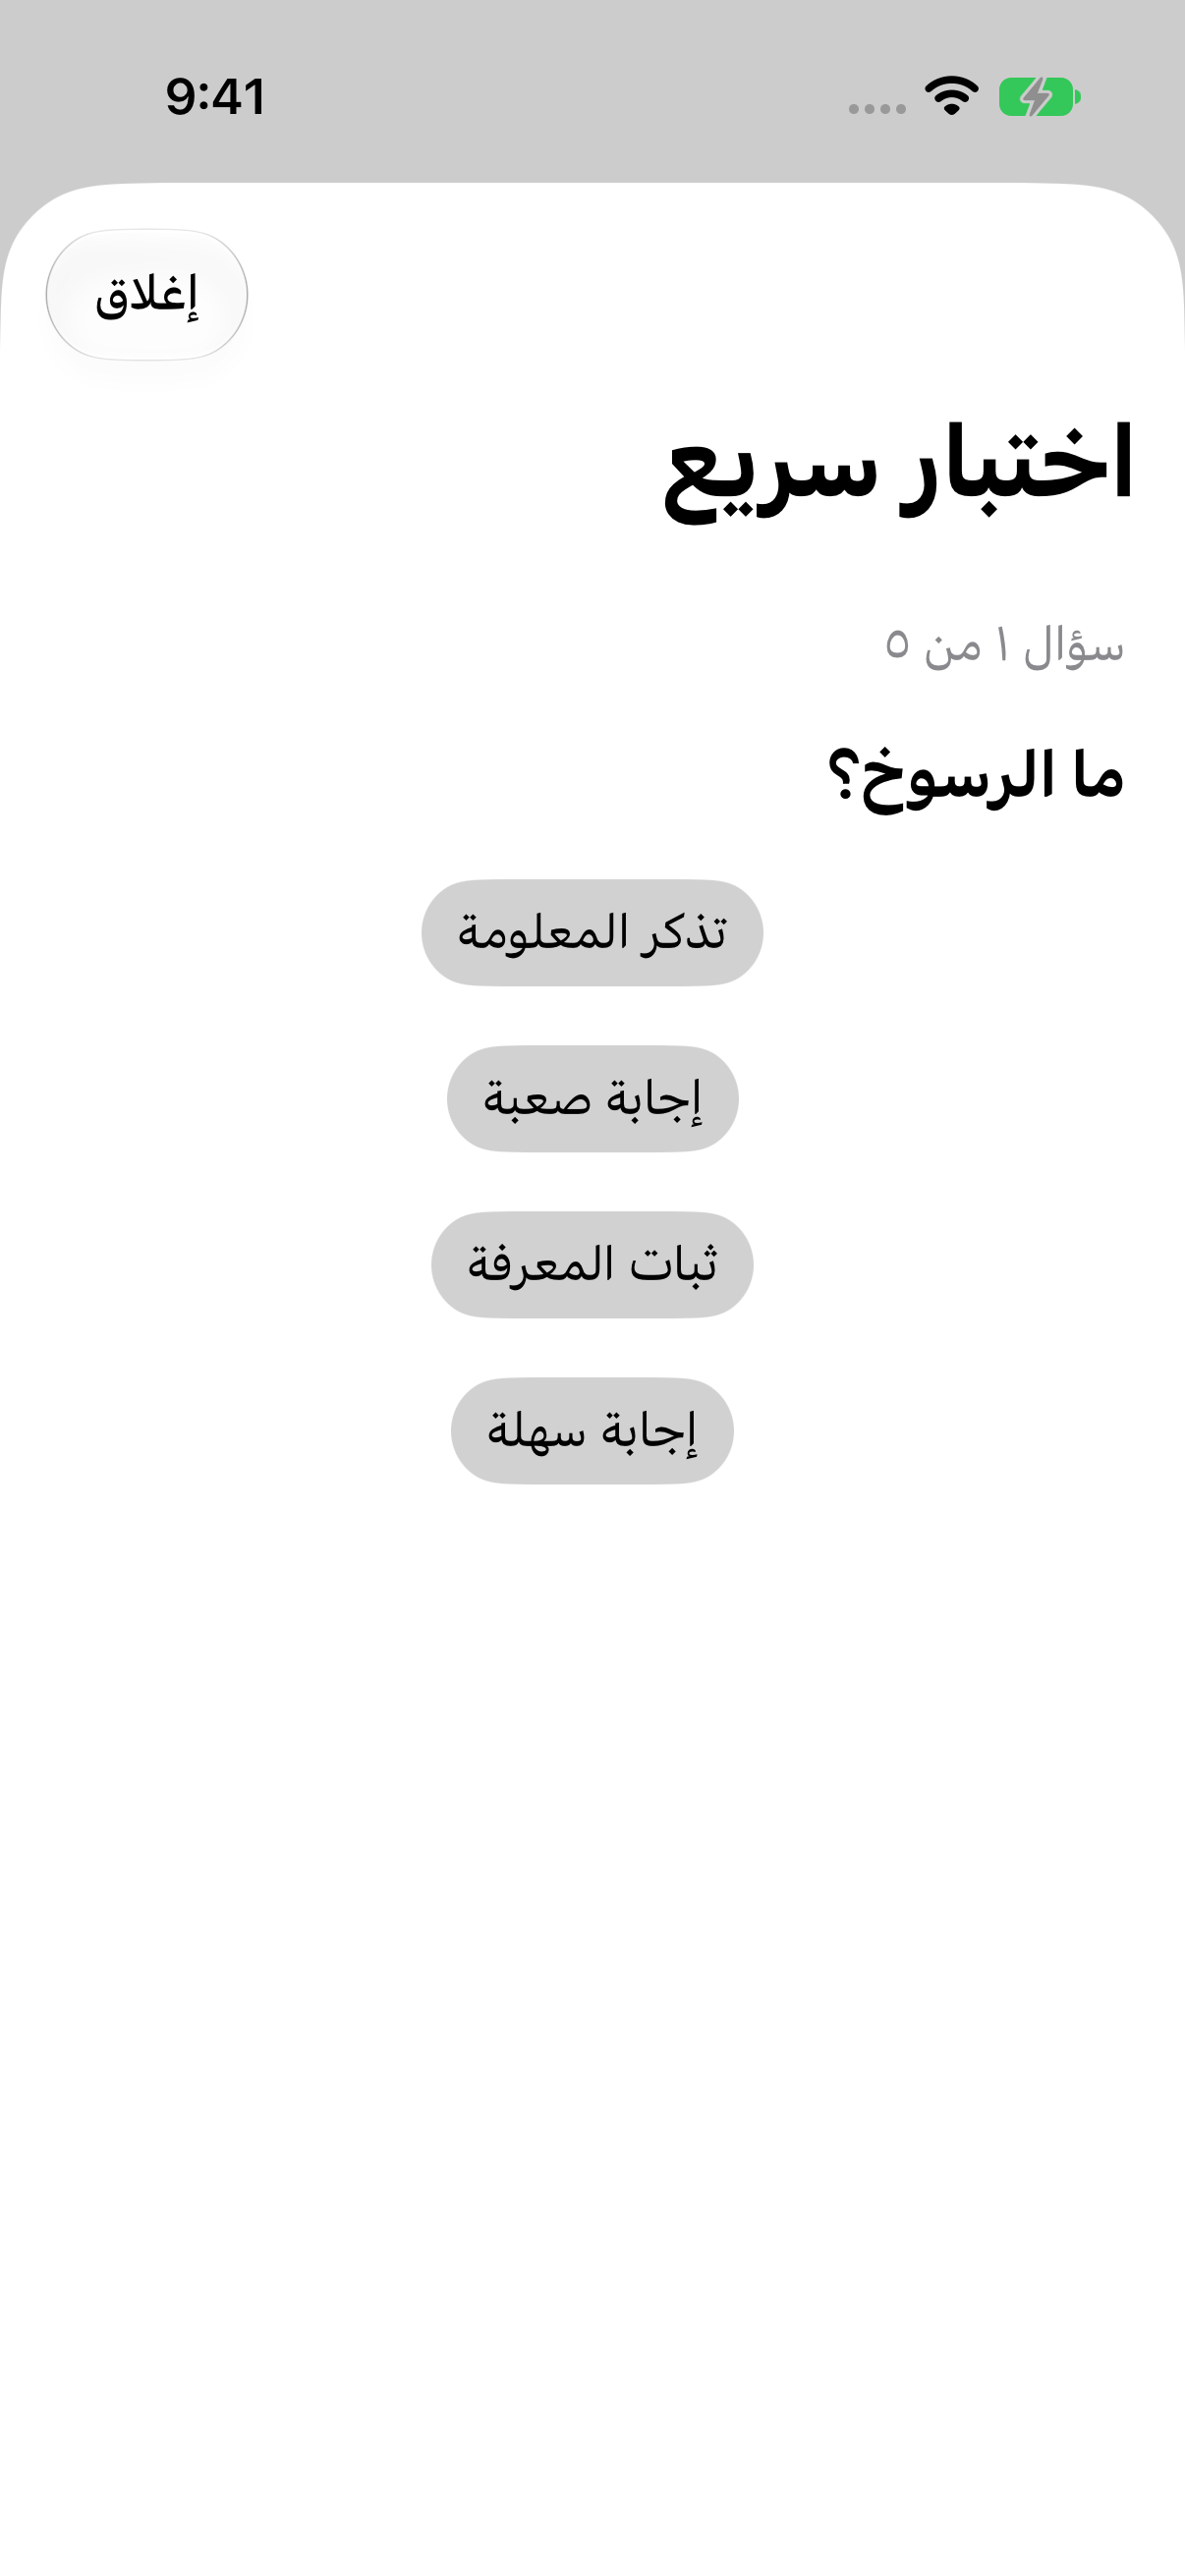 9:41
إغلاق
اختبار سريع
سؤال ١ من ٥
ما الرسوخ؟
تذكر المعلومة
إجابة صعبة
ثبات المعرفة
إجابة سهلة